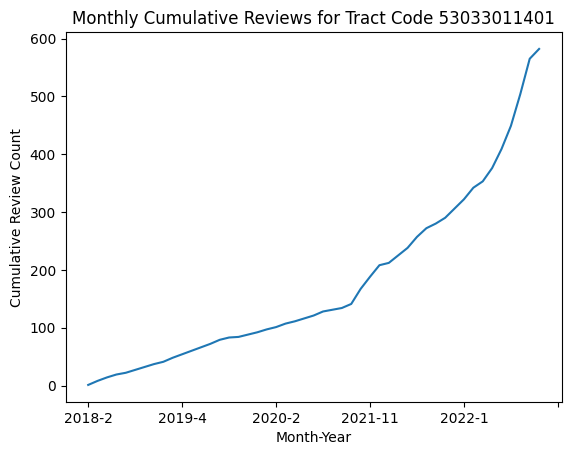 Monthly Cumulative Reviews for Tract Code 53033011401
600
500
400
300
200
100
0
Cumulative Review Count
2018-2 2019-4 2020-2 2021-11 2022-1
Month-Year